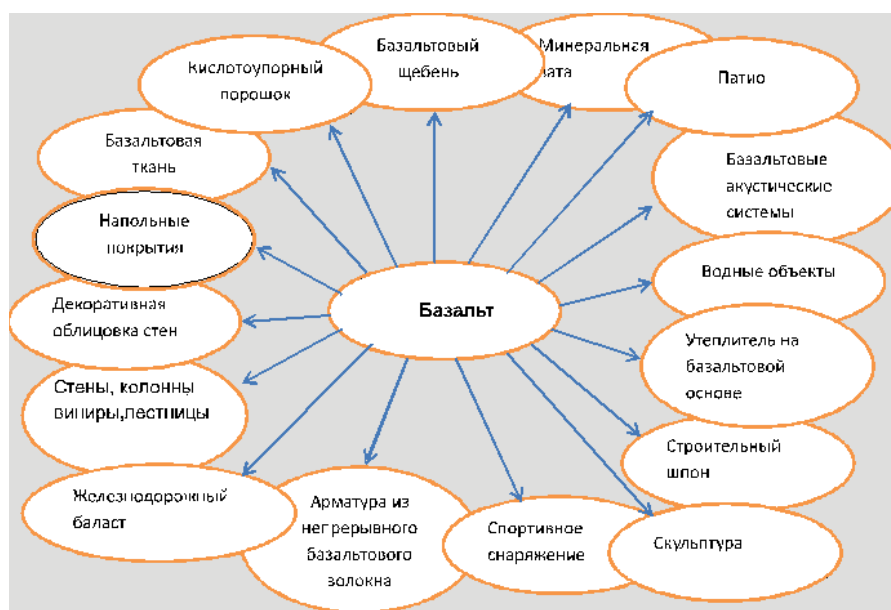 Кислотоупорный
порошок
Базальтовый
щебень
Минеральная
вата
Патио
Базальтовая
ткань
Базальтовые
акустические
системы
Напольные
покрытия
Водные объекты
Базальт
Декоративная
облицовка стен
Утеплитель на
базальтовой
основе
Стены, колонны
виниры,лестницы
Строительный
шпон
Железнодорожный
баласт
Арматура из
непрерывного
базальтового
волокна
Спортивное
снаряжение
Скульптура